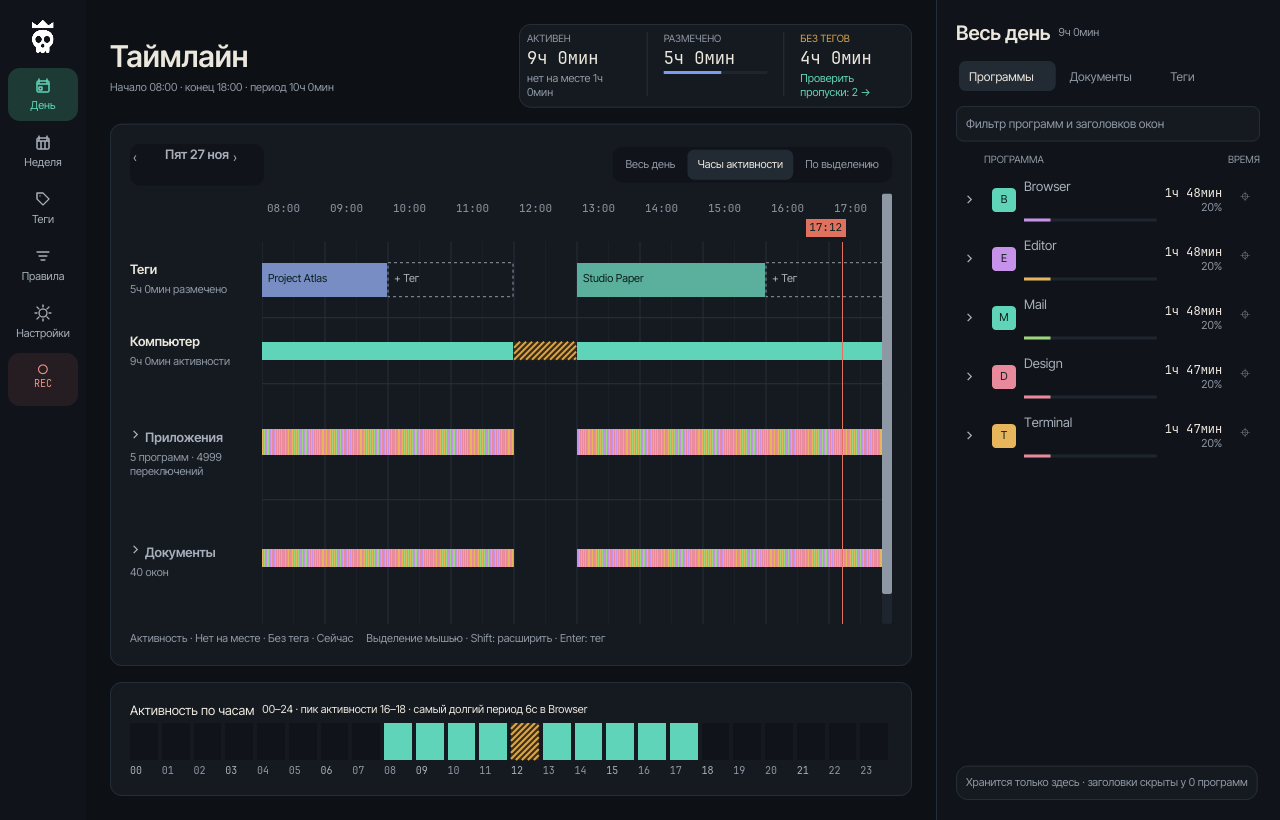 День
Неделя
Теги
Правила
Настройки
REC
Таймлайн
Начало 08:00 · конец 18:00 · период 10ч 0мин
АКТИВЕН
9ч 0мин
нет на месте 1ч
0мин
РАЗМЕЧЕНО
5ч 0мин
БЕЗ ТЕГОВ
4ч 0мин
Проверить
пропуски: 2 →
‹ Пят 27 ноя ›
Весь день Часы активности По выделению
08:00 09:00 10:00 11:00 12:00 13:00 14:00 15:00 16:00 17:00
17:12
Теги
5ч 0мин размечено
Project Atlas
+ Тег
Studio Paper
+ Тег
Компьютер
9ч 0мин активности
Приложения
5 программ · 4999
переключений
Документы
40 окон
Активность · Нет на месте · Без тега · Сейчас Выделение мышью · Shift: расширить · Enter: тег
Активность по часам 00–24 · пик активности 16–18 · самый долгий период 6с в Browser
00 01 02 03 04 05 06 07 08 09 10 11 12 13 14 15 16 17 18 19 20 21 22 23
Весь день 9ч 0мин
Программы Документы Теги
Фильтр программ и заголовков окон
ПРОГРАММА ВРЕМЯ
B Browser 1ч 48мин
20%
E Editor 1ч 48мин
20%
M Mail 1ч 48мин
20%
D Design 1ч 47мин
20%
T Terminal 1ч 47мин
20%
Хранится только здесь · заголовки скрыты у 0 программ